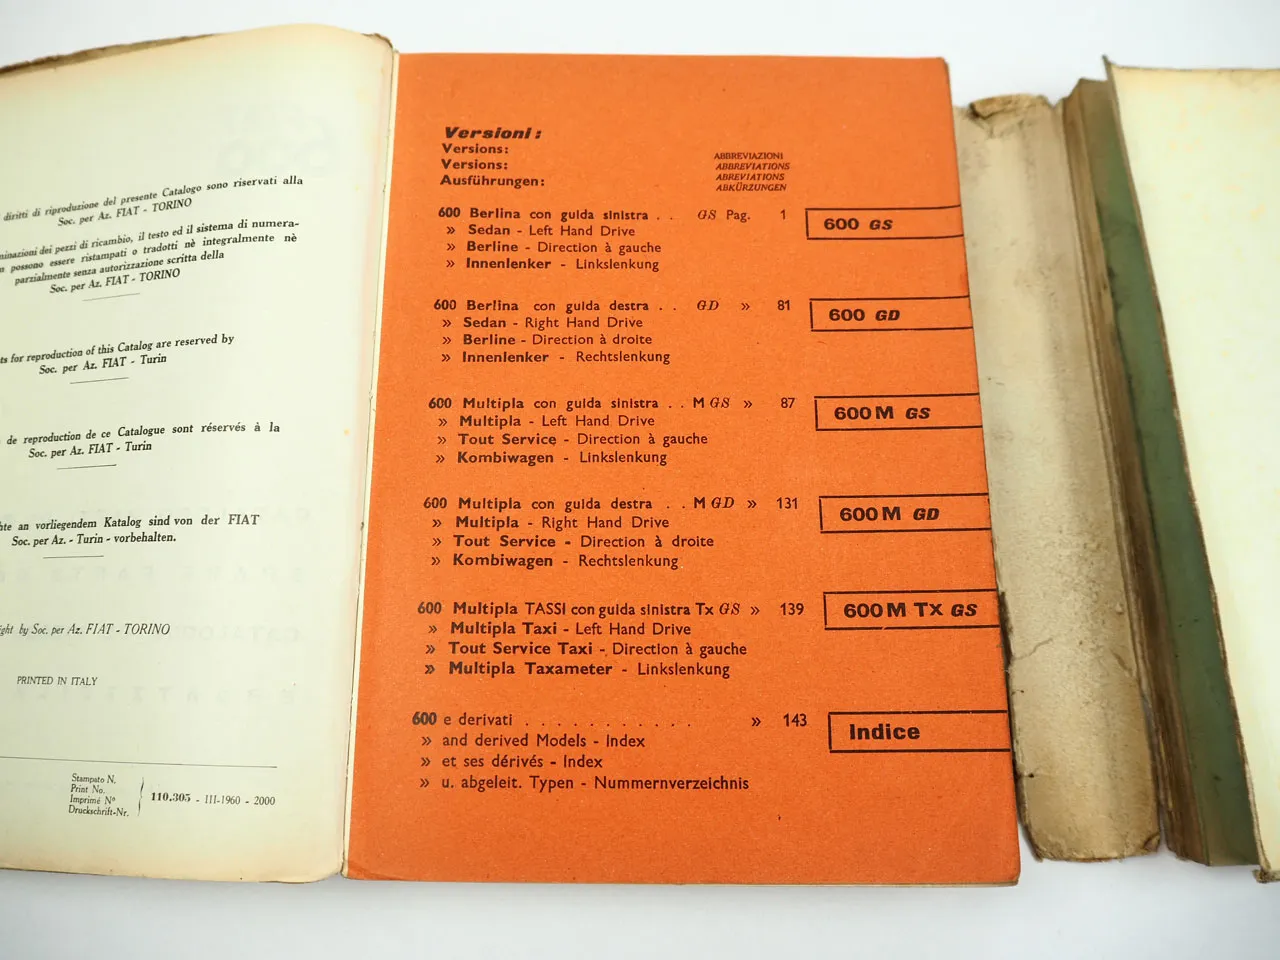 diritti di riproduzione del presente Catalogo sono riservati alla
Soc. per Az. FIAT - TORINO
dei pezzi di ricambio, il testo ed il sistema di numera-
possono essere ristampati o tradotti nè integralmente nè
parzialmente senza autorizzazione scritta della
Soc. per Az. FIAT - TORINO
for reproduction of this Catalog are reserved by
Soc. per Az. FIAT - Turin
de reproduction de ce Catalogue sont réservés à la
Soc. per Az. FIAT - Turin
an vorliegendem Katalog sind von der FIAT
Soc. per Az. - Turin - vorbehalten.
by Soc. per Az. FIAT - TORINO
PRINTED IN ITALY
Stampato N.
Print No.
Imprimé N°
Druckschrift-Nr.
110.305 - III-1960 - 2000
Versioni:
Versions:
Versions:
Ausführungen:
ABBREVIAZIONI
ABBREVIATIONS
ABREVIATIONS
ABKÜRZUNGEN
600 Berlina con guida sinistra . . GS Pag. 1 600 GS
» Sedan - Left Hand Drive
» Berline - Direction à gauche
» Innenlenker - Linkslenkung
600 Berlina con guida destra . . GD » 81 600 GD
» Sedan - Right Hand Drive
» Berline - Direction à droite
» Innenlenker - Rechtslenkung
600 Multipla con guida sinistra . . M GS » 87 600 M GS
» Multipla - Left Hand Drive
» Tout Service - Direction à gauche
» Kombiwagen - Linkslenkung
600 Multipla con guida destra . . M GD » 131 600 M GD
» Multipla - Right Hand Drive
» Tout Service - Direction à droite
» Kombiwagen - Rechtslenkung
600 Multipla TASSI con guida sinistra Tx GS » 139 600 M TX GS
» Multipla Taxi - Left Hand Drive
» Tout Service Taxi - Direction à gauche
» Multipla Taxameter - Linkslenkung
600 e derivati . . . . . . . . . . . » 143 Indice
» and derived Models - Index
» et ses dérivés - Index
» u. abgeleit. Typen - Nummernverzeichnis